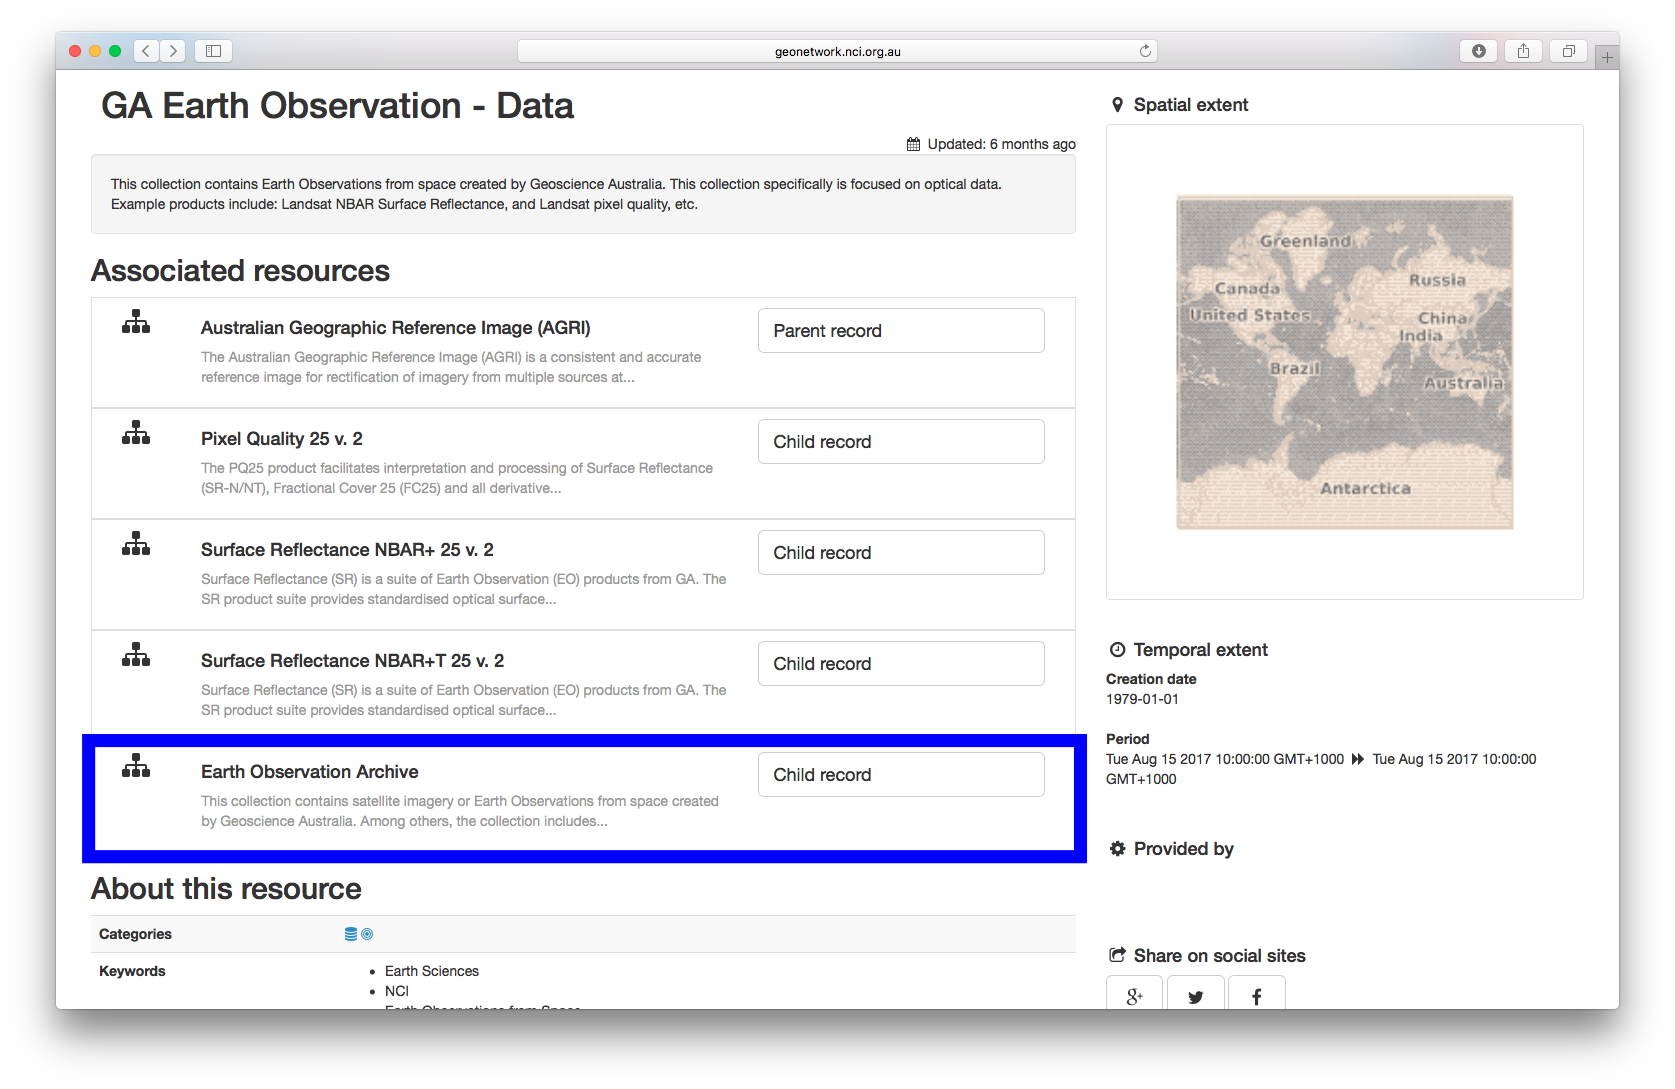 geonetwork.nci.org.au
GA Earth Observation - Data
Updated: 6 months ago
This collection contains Earth Observations from space created by Geoscience Australia. This collection specifically is focused on optical data.
Example products include: Landsat NBAR Surface Reflectance, and Landsat pixel quality, etc.
Associated resources
Australian Geographic Reference Image (AGRI)
Parent record
The Australian Geographic Reference Image (AGRI) is a consistent and accurate
reference image for rectification of imagery from multiple sources at...
Pixel Quality 25 v. 2
Child record
The PQ25 product facilitates interpretation and processing of Surface Reflectance
(SR-N/NT), Fractional Cover 25 (FC25) and all derivative...
Surface Reflectance NBAR+ 25 v. 2
Child record
Surface Reflectance (SR) is a suite of Earth Observation (EO) products from GA. The
SR product suite provides standardised optical surface...
Surface Reflectance NBAR+T 25 v. 2
Child record
Surface Reflectance (SR) is a suite of Earth Observation (EO) products from GA. The
SR product suite provides standardised optical surface...
Earth Observation Archive
Child record
This collection contains satellite imagery or Earth Observations from space created
by Geoscience Australia. Among others, the collection includes...
About this resource
Categories
Keywords
Earth Sciences
NCI
Earth Observations from Space
Spatial extent
Greenland
Canada
Russia
United States
China
India
Brazil
Australia
Antarctica
Temporal extent
Creation date
1979-01-01
Period
Tue Aug 15 2017 10:00:00 GMT+1000 Tue Aug 15 2017 10:00:00
GMT+1000
Provided by
Share on social sites
g+ f